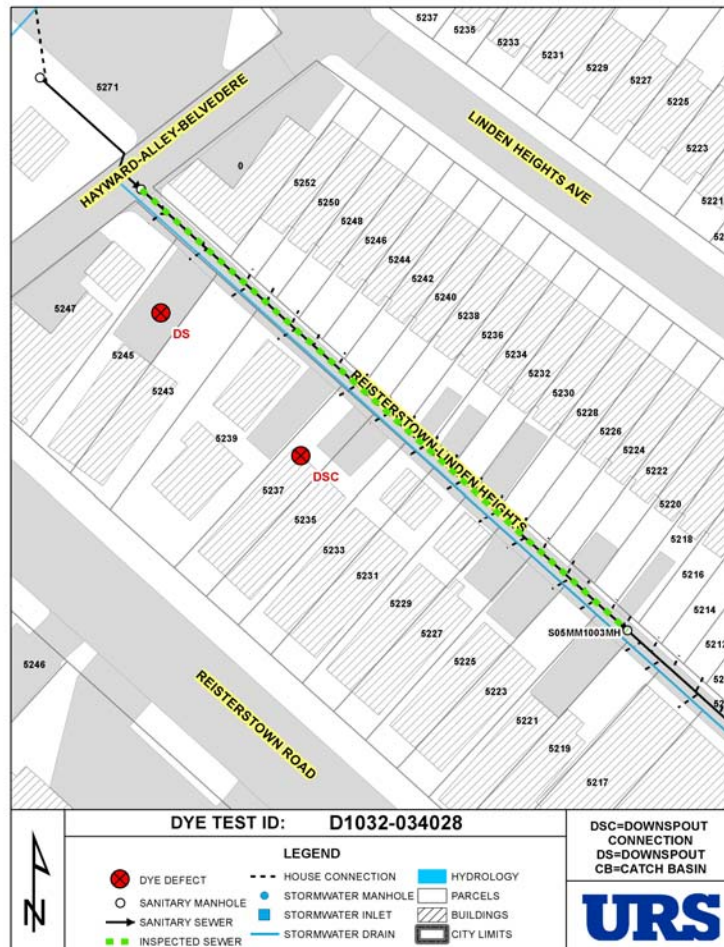 5237
5235
5233
5231
5229
5227
5225
5223
5221
5271
HAYWARD-ALLEY-BELVEDERE
LINDEN HEIGHTS AVE
0
5252
5250
5248
5246
5244
5242
5240
5238
5236
5234
5232
5230
5228
5226
5224
5222
5220
5218
5216
5214
5212
5247
DS
5245
5243
REISTERSTOWN-LINDEN HEIGHTS
5239
DSC
5237
5235
5233
5231
5229
5227
5225
5223
5221
5219
5217
S05MM1003MH
5246
REISTERSTOWN ROAD
DYE TEST ID: D1032-034028
N
LEGEND
DYE DEFECT
SANITARY MANHOLE
SANITARY SEWER
INSPECTED SEWER
HOUSE CONNECTION
STORMWATER MANHOLE
STORMWATER INLET
STORMWATER DRAIN
HYDROLOGY
PARCELS
BUILDINGS
CITY LIMITS
DSC=DOWNSPOUT
CONNECTION
DS=DOWNSPOUT
CB=CATCH BASIN
URS